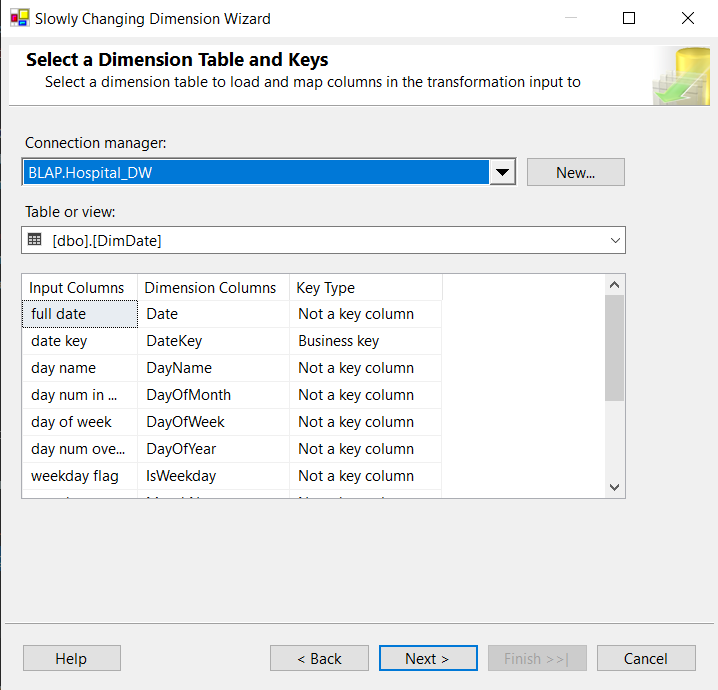 Slowly Changing Dimension Wizard
Select a Dimension Table and Keys
Select a dimension table to load and map columns in the transformation input to
Connection manager:
BLAP.Hospital_DW New...
Table or view:
[dbo].[DimDate]
Input Columns Dimension Columns Key Type
full date Date Not a key column
date key DateKey Business key
day name DayName Not a key column
day num in ... DayOfMonth Not a key column
day of week DayOfWeek Not a key column
day num ove... DayOfYear Not a key column
weekday flag IsWeekday Not a key column
Help < Back Next > Finish >>| Cancel